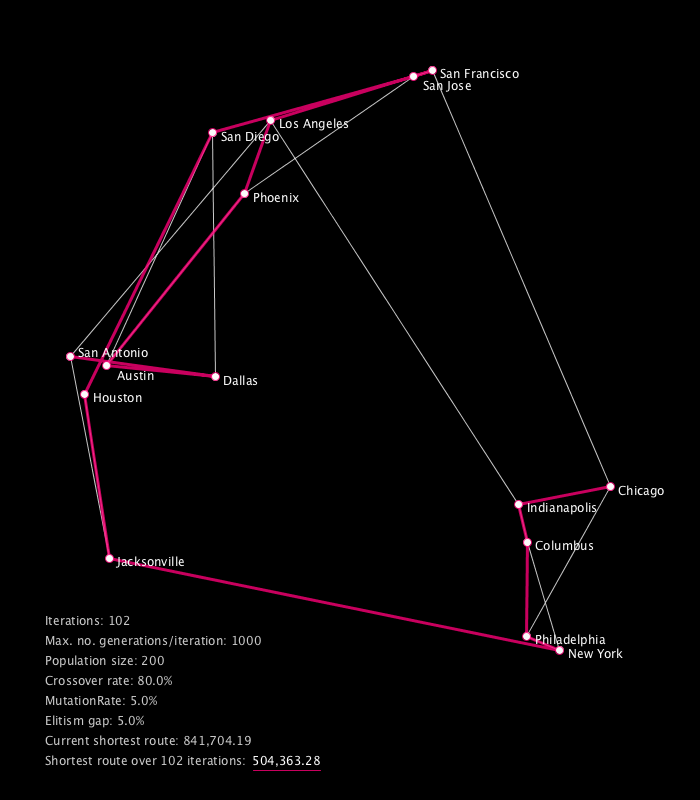 San Francisco
San Jose
Los Angeles
San Diego
Phoenix
San Antonio
Austin
Dallas
Houston
Chicago
Indianapolis
Columbus
Jacksonville
Philadelphia
New York
Iterations: 102
Max. no. generations/iteration: 1000
Population size: 200
Crossover rate: 80.0%
MutationRate: 5.0%
Elitism gap: 5.0%
Current shortest route: 841,704.19
Shortest route over 102 iterations: 504,363.28